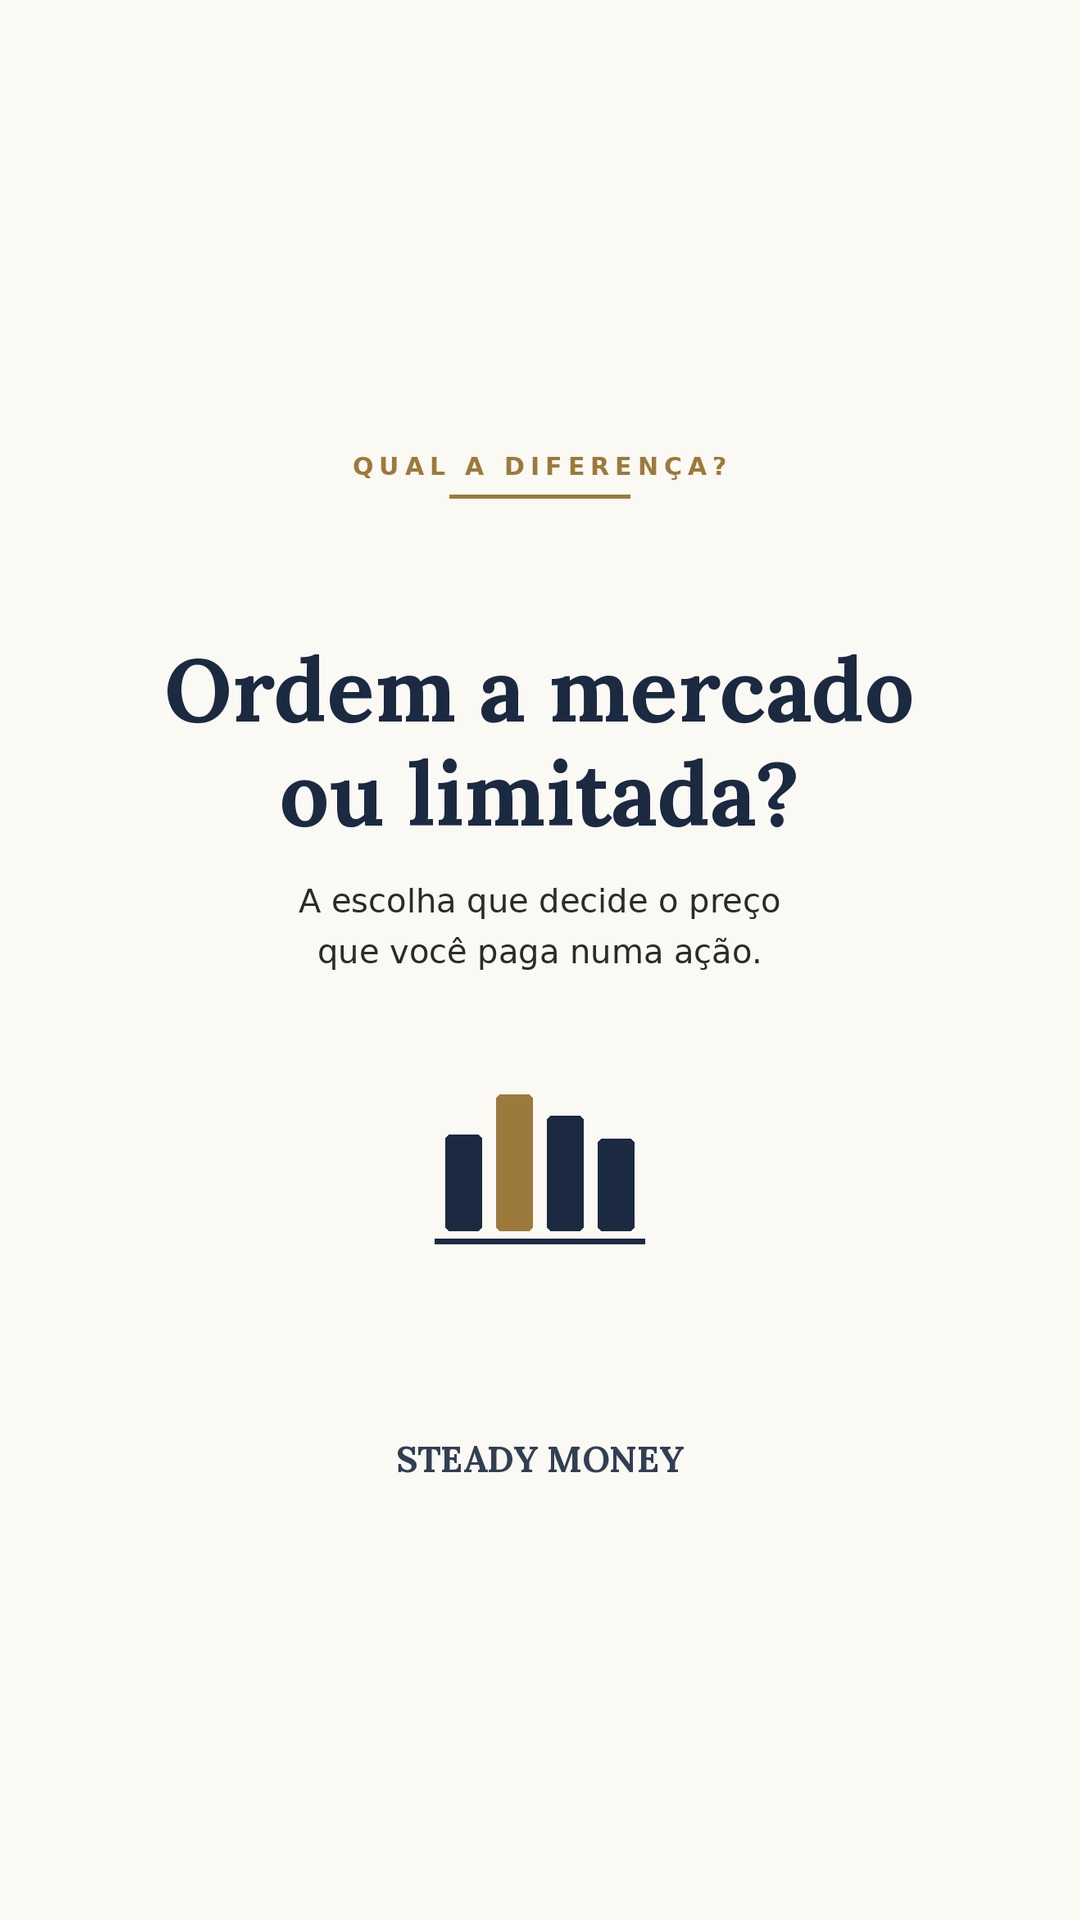 QUAL A DIFERENÇA?
Ordem a mercado
ou limitada?
A escolha que decide o preço
que você paga numa ação.
STEADY MONEY